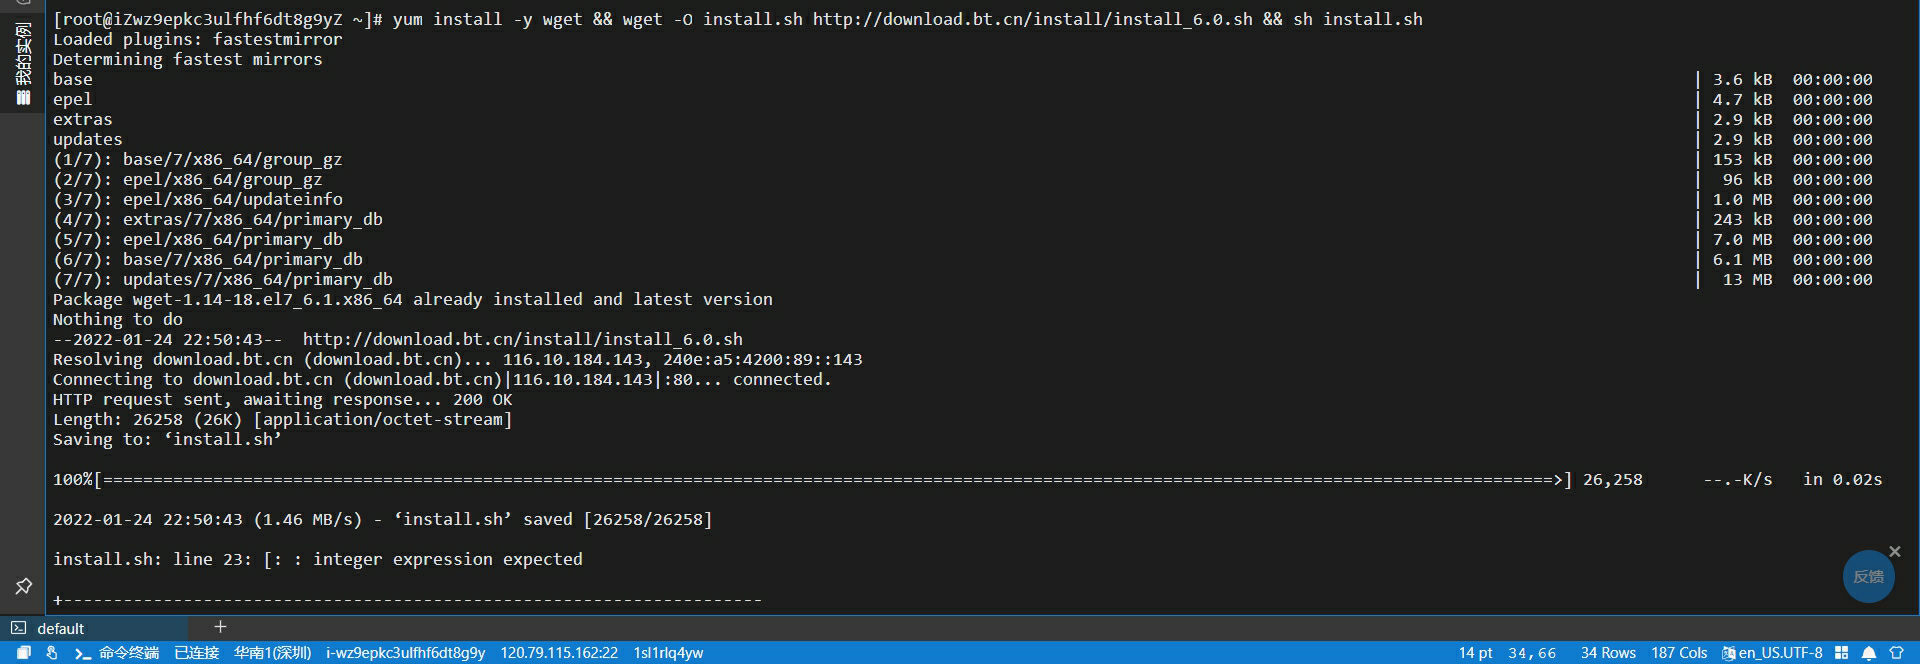 我的实例
[root@iZwz9epkc3ulfhf6dt8g9yZ ~]# yum install -y wget && wget -O install.sh http://download.bt.cn/install/install_6.0.sh && sh install.sh
Loaded plugins: fastestmirror
Determining fastest mirrors
base | 3.6 kB 00:00:00
epel | 4.7 kB 00:00:00
extras | 2.9 kB 00:00:00
updates | 2.9 kB 00:00:00
(1/7): base/7/x86_64/group_gz | 153 kB 00:00:00
(2/7): epel/x86_64/group_gz | 96 kB 00:00:00
(3/7): epel/x86_64/updateinfo | 1.0 MB 00:00:00
(4/7): extras/7/x86_64/primary_db | 243 kB 00:00:00
(5/7): epel/x86_64/primary_db | 7.0 MB 00:00:00
(6/7): base/7/x86_64/primary_db | 6.1 MB 00:00:00
(7/7): updates/7/x86_64/primary_db | 13 MB 00:00:00
Package wget-1.14-18.el7_6.1.x86_64 already installed and latest version
Nothing to do
--2022-01-24 22:50:43-- http://download.bt.cn/install/install_6.0.sh
Resolving download.bt.cn (download.bt.cn)... 116.10.184.143, 240e:a5:4200:89::143
Connecting to download.bt.cn (download.bt.cn)|116.10.184.143|:80... connected.
HTTP request sent, awaiting response... 200 OK
Length: 26258 (26K) [application/octet-stream]
Saving to: ‘install.sh’
100%[=================================================================================================================================================>] 26,258 --.-K/s in 0.02s
2022-01-24 22:50:43 (1.46 MB/s) - ‘install.sh’ saved [26258/26258]
install.sh: line 23: [: : integer expression expected
反馈
+----------------------------------------------------------------------
default +
命令终端 已连接 华南1(深圳) i-wz9epkc3ulfhf6dt8g9y 120.79.115.162:22 1sl1rlq4yw 14 pt 34,66 34 Rows 187 Cols en_US.UTF-8